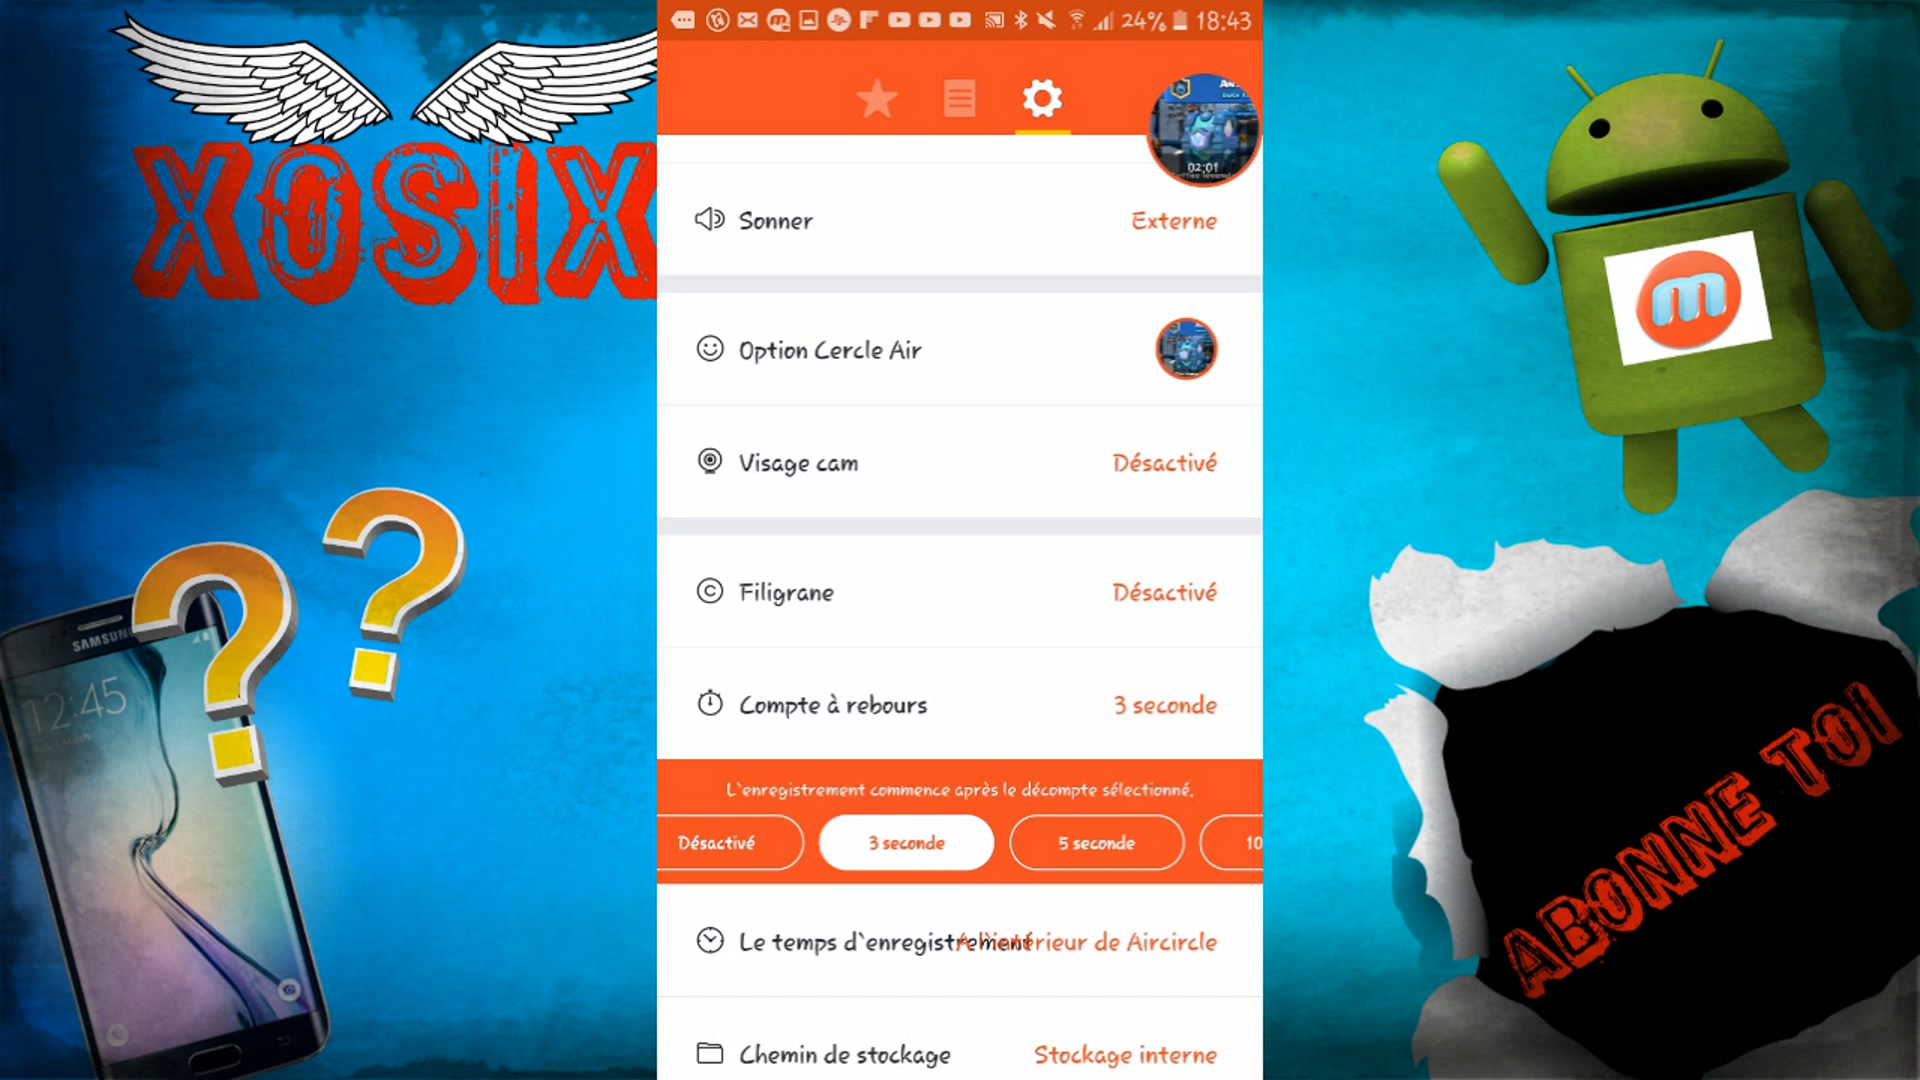 24% 18:43
XOSIX
02:01
Sonner Externe
Option Cercle Air
Visage cam Désactivé
Filigrane Désactivé
Compte à rebours 3 seconde
L`enregistrement commence après le décompte sélectionné.
Désactivé 3 seconde 5 seconde 10
Le temps d`enregistrement A l`intérieur de Aircircle
Chemin de stockage Stockage interne
SAMSUNG
12:45
m
ABONNE TOI